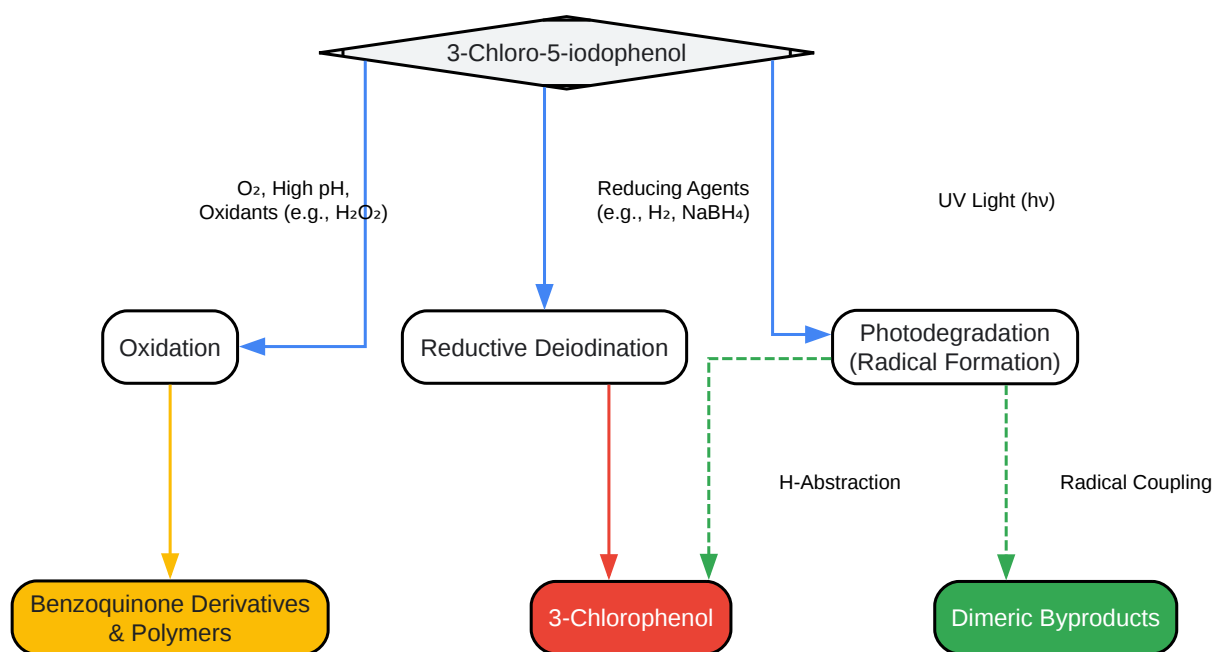 3-Chloro-5-iodophenol
O₂, High pH,
Oxidants (e.g., H₂O₂)
Reducing Agents
(e.g., H₂, NaBH₄)
UV Light (hν)
Oxidation
Reductive Deiodination
Photodegradation
(Radical Formation)
H-Abstraction
Radical Coupling
Benzoquinone Derivatives
& Polymers
3-Chlorophenol
Dimeric Byproducts